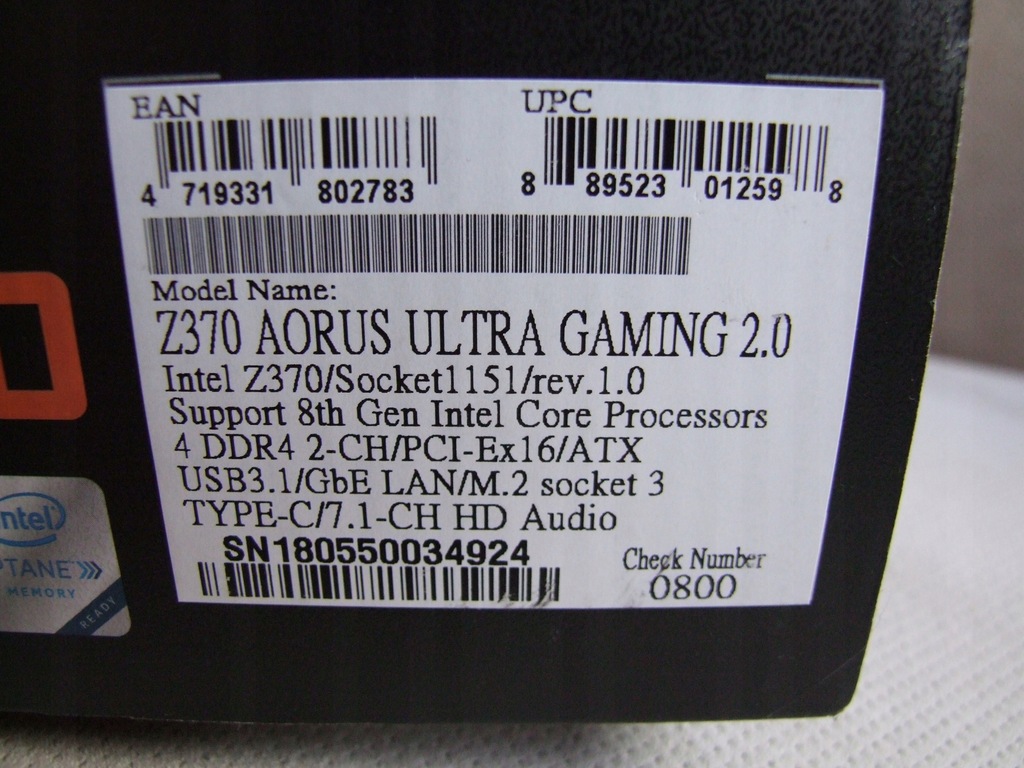 EAN UPC
4 719331 802783 8 89523 01259 8
Model Name:
Z370 AORUS ULTRA GAMING 2.0
Intel Z370/Socket1151/rev.1.0
Support 8th Gen Intel Core Processors
4 DDR4 2-CH/PCI-Ex16/ATX
USB3.1/GbE LAN/M.2 socket 3
TYPE-C/7.1-CH HD Audio
SN180550034924
Check Number
0800
ntel
PTANE
MEMORY
READY